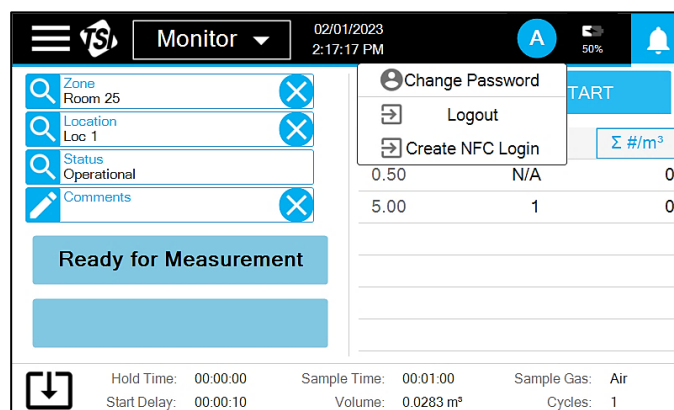 TSI Monitor 02/01/2023 A 50%
2:17:17 PM
Zone
Room 25
Location
Loc 1
Status
Operational
Comments
Ready for Measurement
Change Password
Logout
Create NFC Login
TART
Σ #/m³
0.50 N/A 0
5.00 1 0
Hold Time: 00:00:00 Sample Time: 00:01:00 Sample Gas: Air
Start Delay: 00:00:10 Volume: 0.0283 m³ Cycles: 1